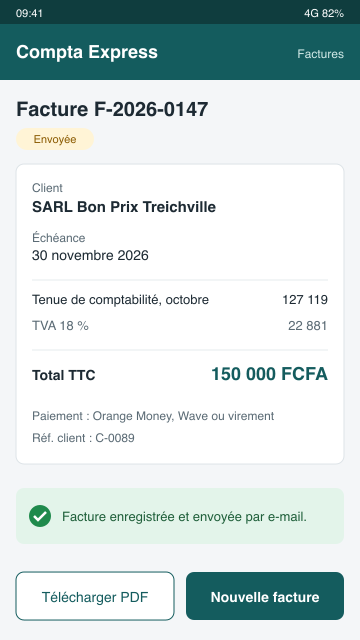 09:41 4G 82%
Compta Express Factures
Facture F-2026-0147
Envoyée
Client
SARL Bon Prix Treichville
Échéance
30 novembre 2026
Tenue de comptabilité, octobre 127 119
TVA 18 % 22 881
Total TTC 150 000 FCFA
Paiement : Orange Money, Wave ou virement
Réf. client : C-0089
Facture enregistrée et envoyée par e-mail.
Télécharger PDF Nouvelle facture